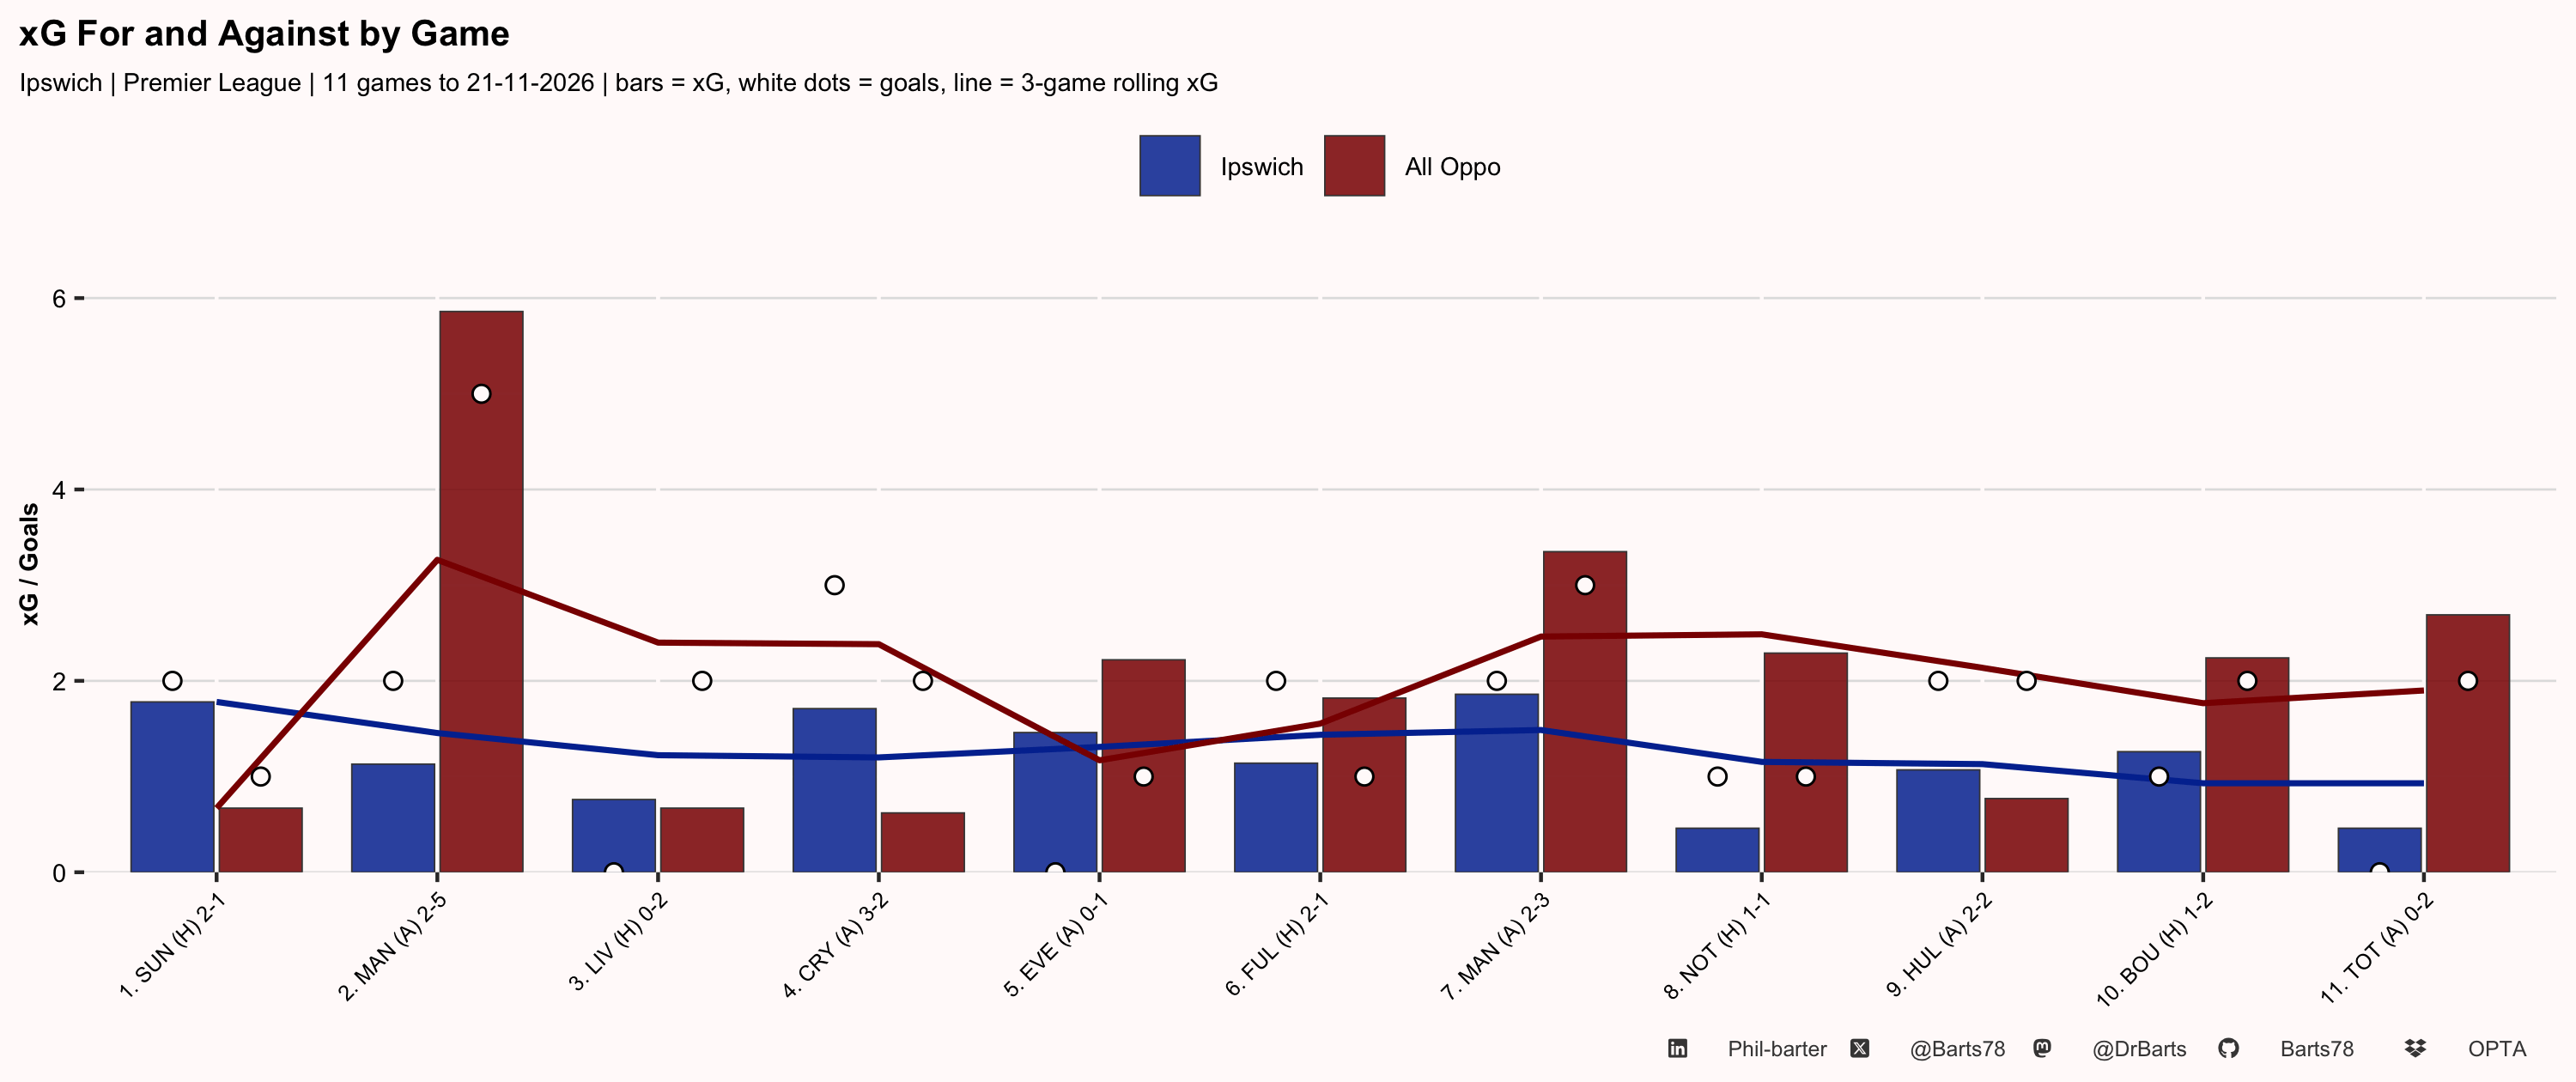 xG For and Against by Game
Ipswich | Premier League | 11 games to 21-11-2026 | bars = xG, white dots = goals, line = 3-game rolling xG
Ipswich
All Oppo
xG / Goals
6
4
2
0
1. SUN (H) 2-1
2. MAN (A) 2-5
3. LIV (H) 0-2
4. CRY (A) 3-2
5. EVE (A) 0-1
6. FUL (H) 2-1
7. MAN (A) 2-3
8. NOT (H) 1-1
9. HUL (A) 2-2
10. BOU (H) 1-2
11. TOT (A) 0-2
Phil-barter @Barts78 @DrBarts Barts78 OPTA